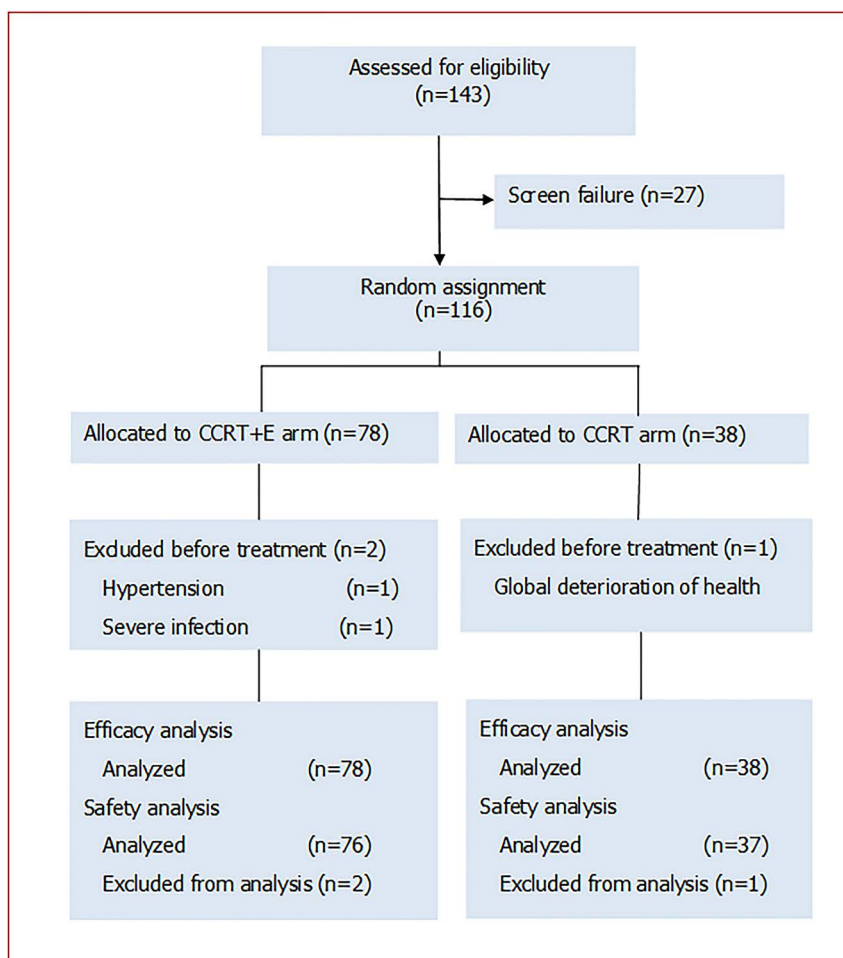 Assessed for eligibility
(n=143)
Screen failure (n=27)
Random assignment
(n=116)
Allocated to CCRT+E arm (n=78)
Allocated to CCRT arm (n=38)
Excluded before treatment (n=2)
Hypertension (n=1)
Severe infection (n=1)
Excluded before treatment (n=1)
Global deterioration of health
Efficacy analysis
Analyzed (n=78)
Safety analysis
Analyzed (n=76)
Excluded from analysis (n=2)
Efficacy analysis
Analyzed (n=38)
Safety analysis
Analyzed (n=37)
Excluded from analysis (n=1)